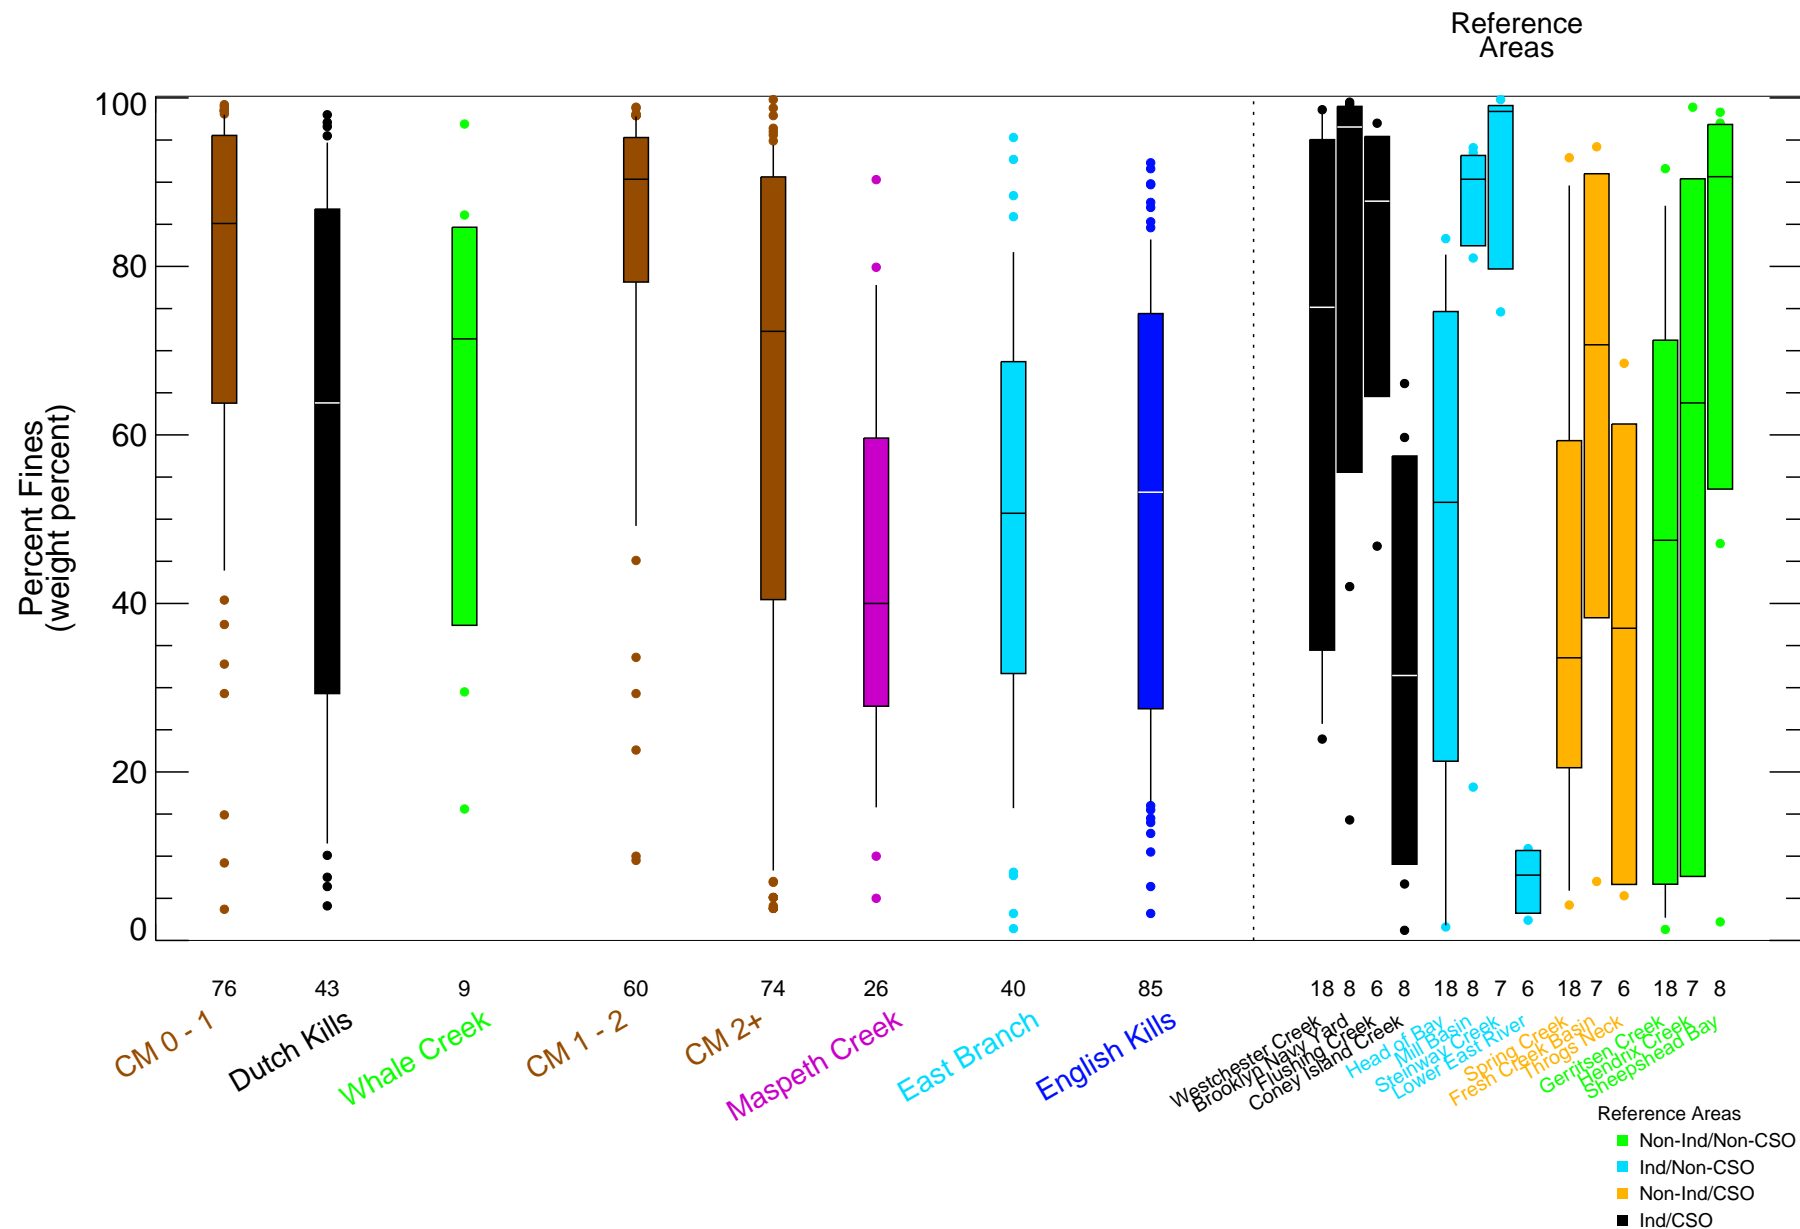 Reference
Areas
100
80
60
40
20
0
Percent Fines
(weight percent)
76 43 9 60 74 26 40 85 18 8 6 8 18 8 7 6 18 7 6 18 7 8
CM 0 - 1
Dutch Kills
Whale Creek
CM 1 - 2
CM 2+
Maspeth Creek
East Branch
English Kills
Westchester Creek
Brooklyn Navy Yard
Flushing Creek
Coney Island Creek
Head of Bay
Mill Basin
Steinway Creek
Lower East River
Spring Creek
Fresh Creek Basin
Throgs Neck
Gerritsen Creek
Hendrix Creek
Sheepshead Bay
Reference Areas
Non-Ind/Non-CSO
Ind/Non-CSO
Non-Ind/CSO
Ind/CSO